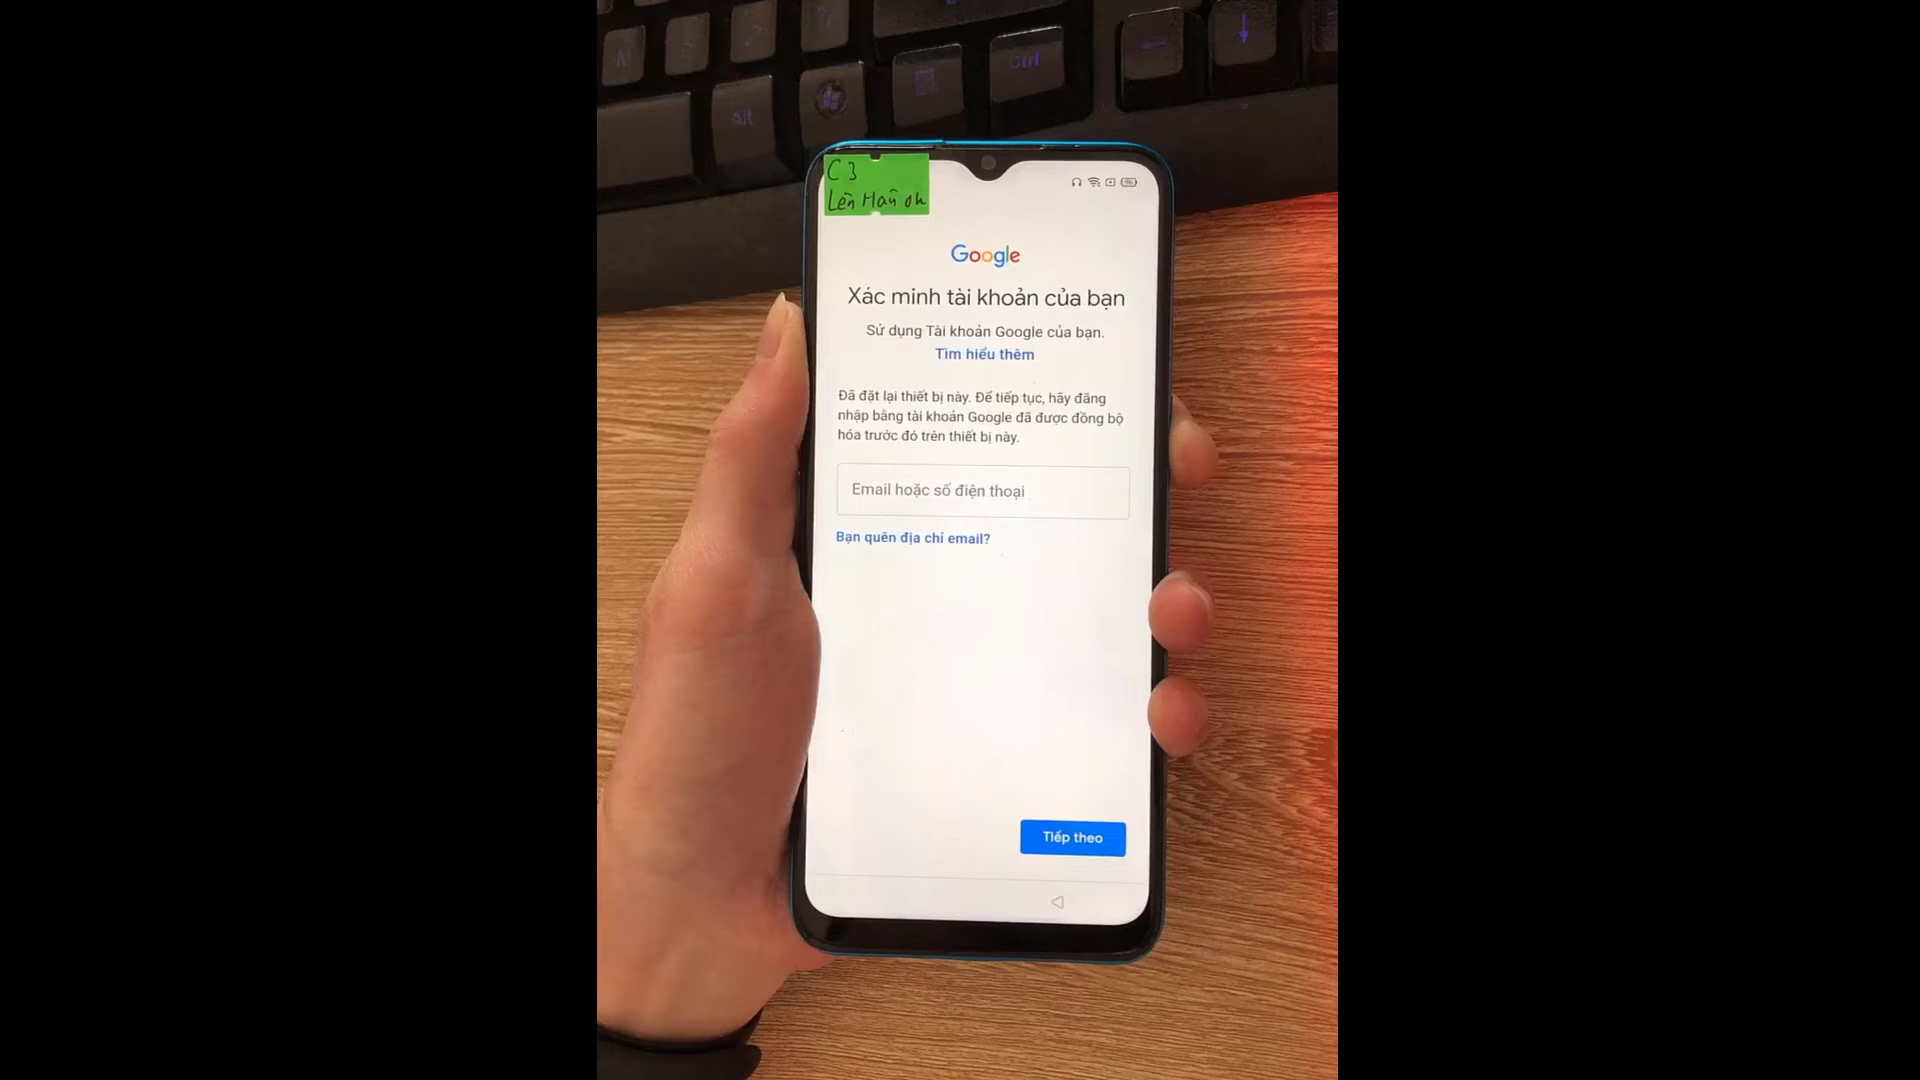 M
Alt
Ctrl
C3
Lên Màn ok
Google
Xác minh tài khoản của bạn
Sử dụng Tài khoản Google của bạn.
Tìm hiểu thêm
Đã đặt lại thiết bị này. Để tiếp tục, hãy đăng
nhập bằng tài khoản Google đã được đồng bộ
hóa trước đó trên thiết bị này.
Email hoặc số điện thoại
Bạn quên địa chỉ email?
Tiếp theo